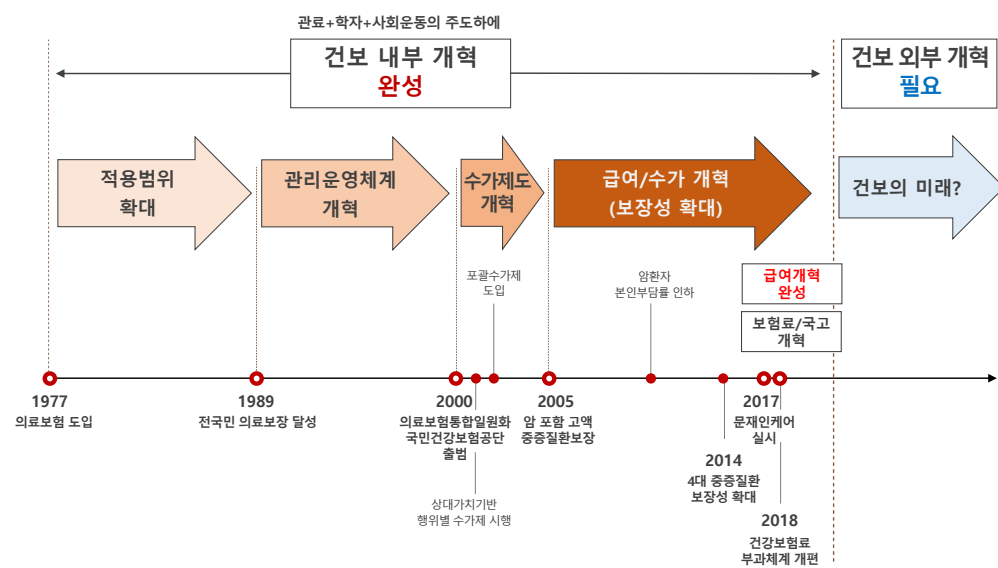 관료+학자+사회운동의 주도하에
건보 내부 개혁
완성
건보 외부 개혁
필요
적용범위
확대
관리운영체계
개혁
수가제도
개혁
급여/수가 개혁
(보장성 확대)
건보의 미래?
포괄수가제
도입
암환자
본인부담률 인하
급여개혁
완성
보험료/국고
개혁
1977
의료보험 도입
1989
전국민 의료보장 달성
2000
의료보험통합일원화
국민건강보험공단
출범
2005
암 포함 고액
중증질환보장
2017
문재인케어
실시
2014
4대 중증질환
보장성 확대
상대가치기반
행위별 수가제 시행
2018
건강보험료
부과체계 개편